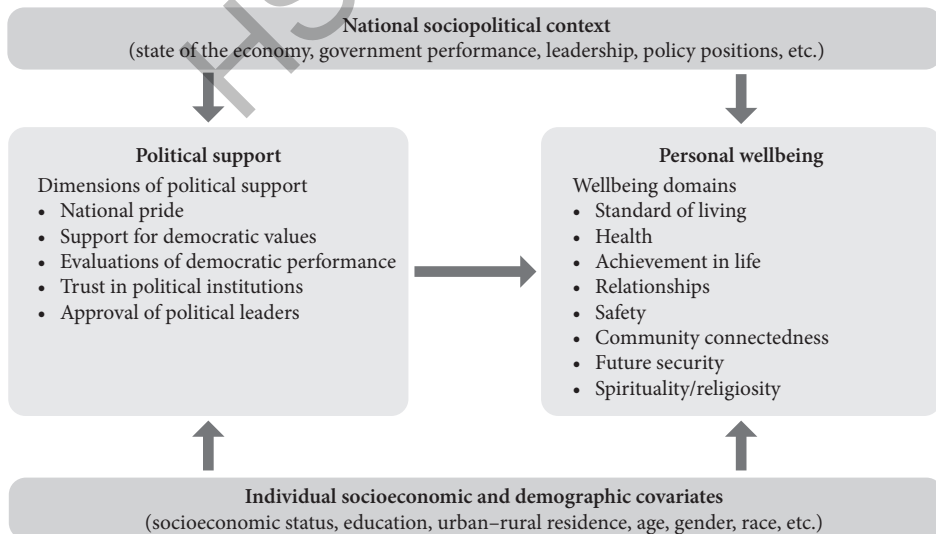 National sociopolitical context
(state of the economy, government performance, leadership, policy positions, etc.)
Political support
Dimensions of political support
• National pride
• Support for democratic values
• Evaluations of democratic performance
• Trust in political institutions
• Approval of political leaders
Personal wellbeing
Wellbeing domains
• Standard of living
• Health
• Achievement in life
• Relationships
• Safety
• Community connectedness
• Future security
• Spirituality/religiosity
Individual socioeconomic and demographic covariates
(socioeconomic status, education, urban–rural residence, age, gender, race, etc.)